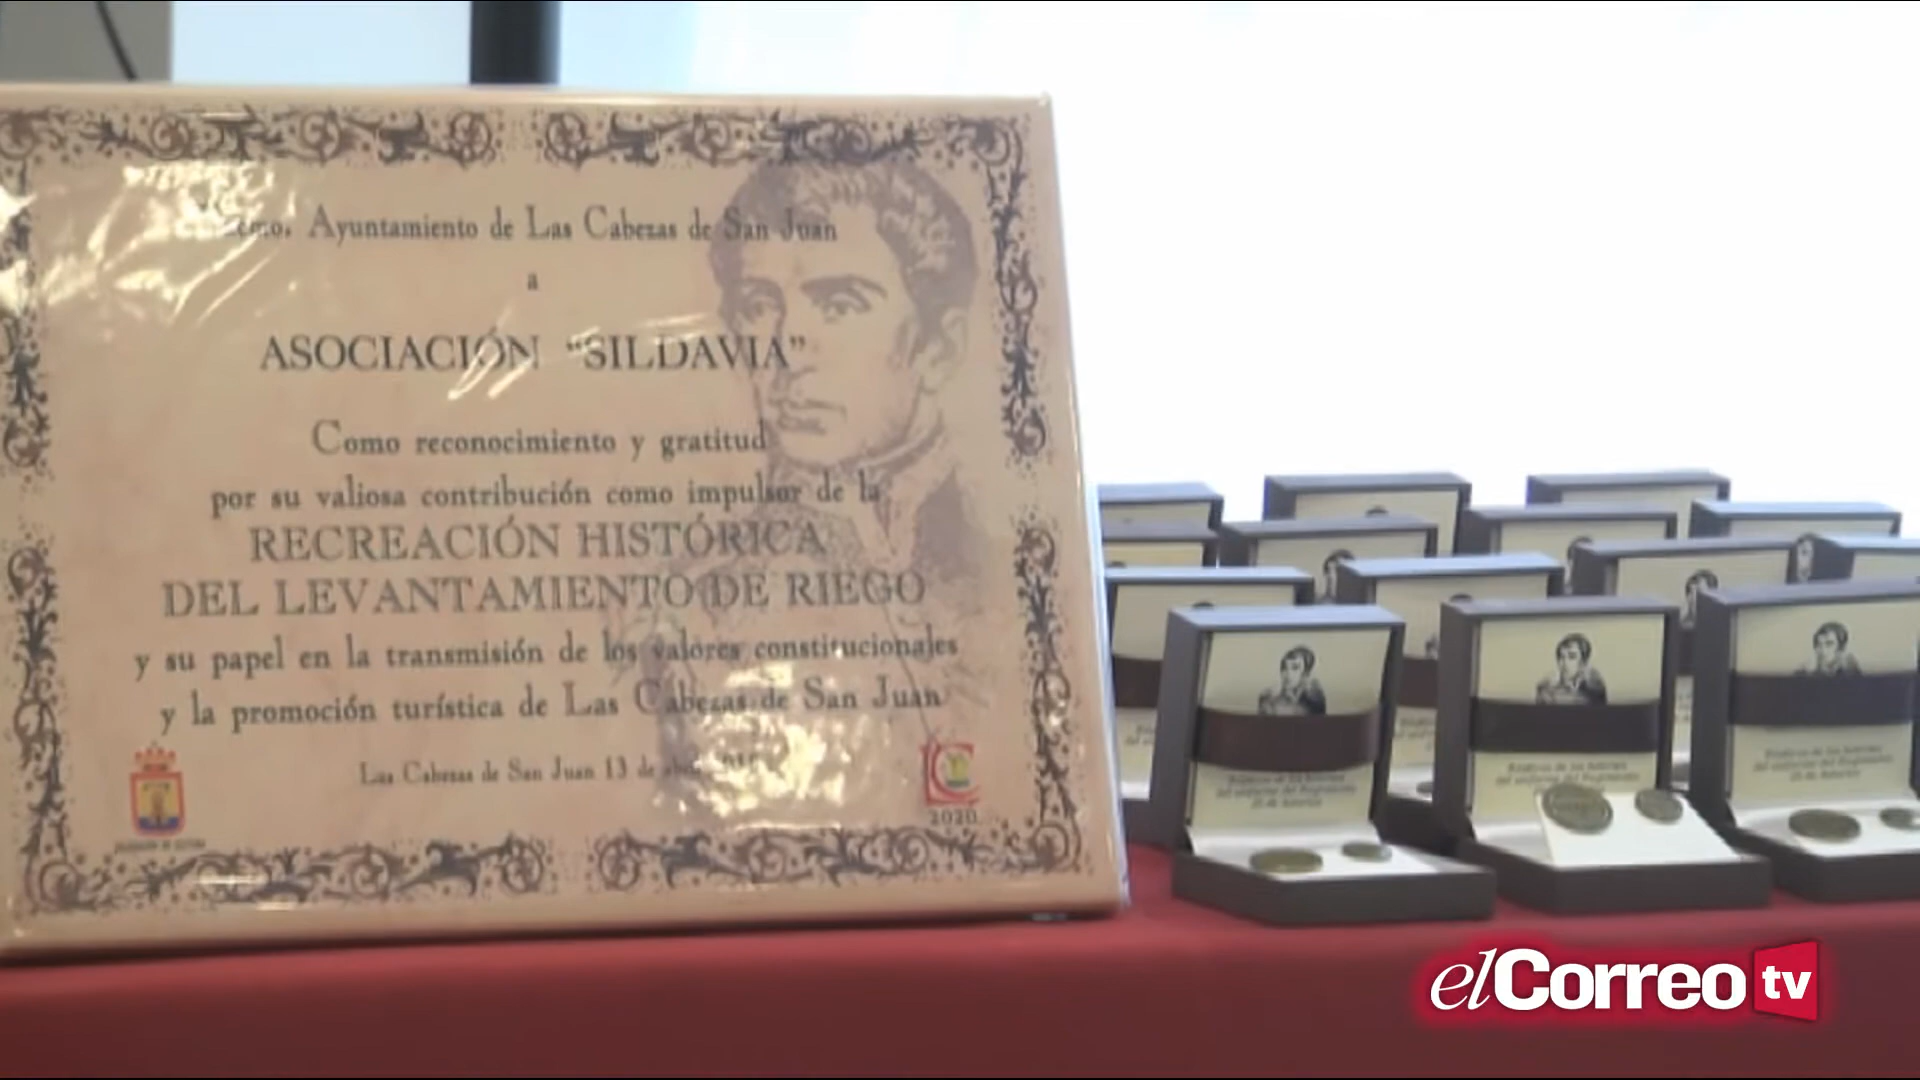 Ayuntamiento de Las Cabezas de San Juan
a
ASOCIACIÓN "SILDAVIA"
Como reconocimiento y gratitud
por su valiosa contribución como impulsor de la
RECREACIÓN HISTÓRICA
DEL LEVANTAMIENTO DE RIEGO
y su papel en la transmisión de los valores constitucionales
y la promoción turística de Las Cabezas de San Juan
Las Cabezas de San Juan 13 de
LC
2020
elCorreo tv